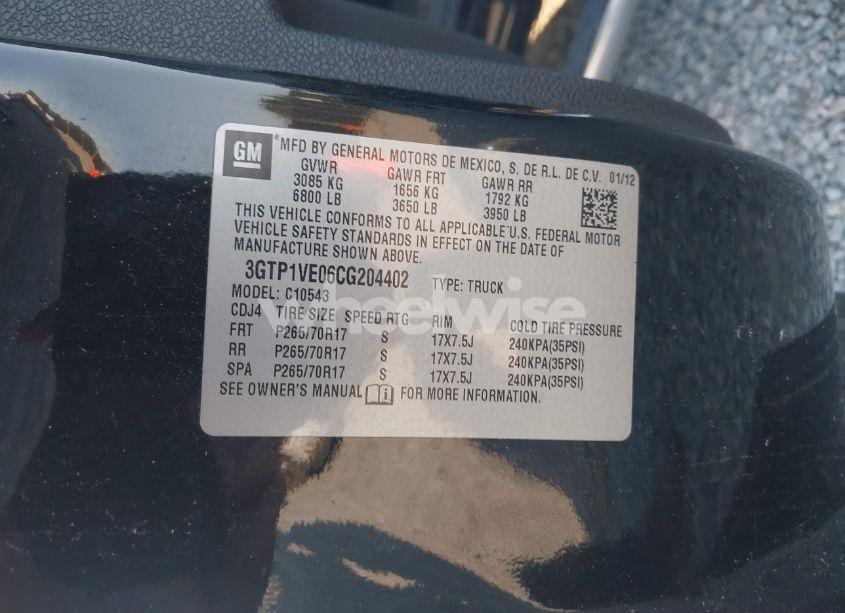 GM
*MFD BY GENERAL MOTORS DE MEXICO, S. DE R.L. DE C.V. 01/12
GVWR GAWR FRT GAWR RR
3085 KG 1656 KG 1792 KG
6800 LB 3650 LB 3950 LB
THIS VEHICLE CONFORMS TO ALL APPLICABLE U.S. FEDERAL MOTOR
VEHICLE SAFETY STANDARDS IN EFFECT ON THE DATE OF
MANUFACTURE SHOWN ABOVE.
3GTP1VE06CG204402 TYPE: TRUCK
MODEL: C10543
wheelwise
CDJ4 TIRE SIZE SPEED RTG RIM COLD TIRE PRESSURE
FRT P265/70R17 S 17X7.5J 240KPA(35PSI)
RR P265/70R17 S 17X7.5J 240KPA(35PSI)
SPA P265/70R17 S 17X7.5J 240KPA(35PSI)
SEE OWNER'S MANUAL FOR MORE INFORMATION.